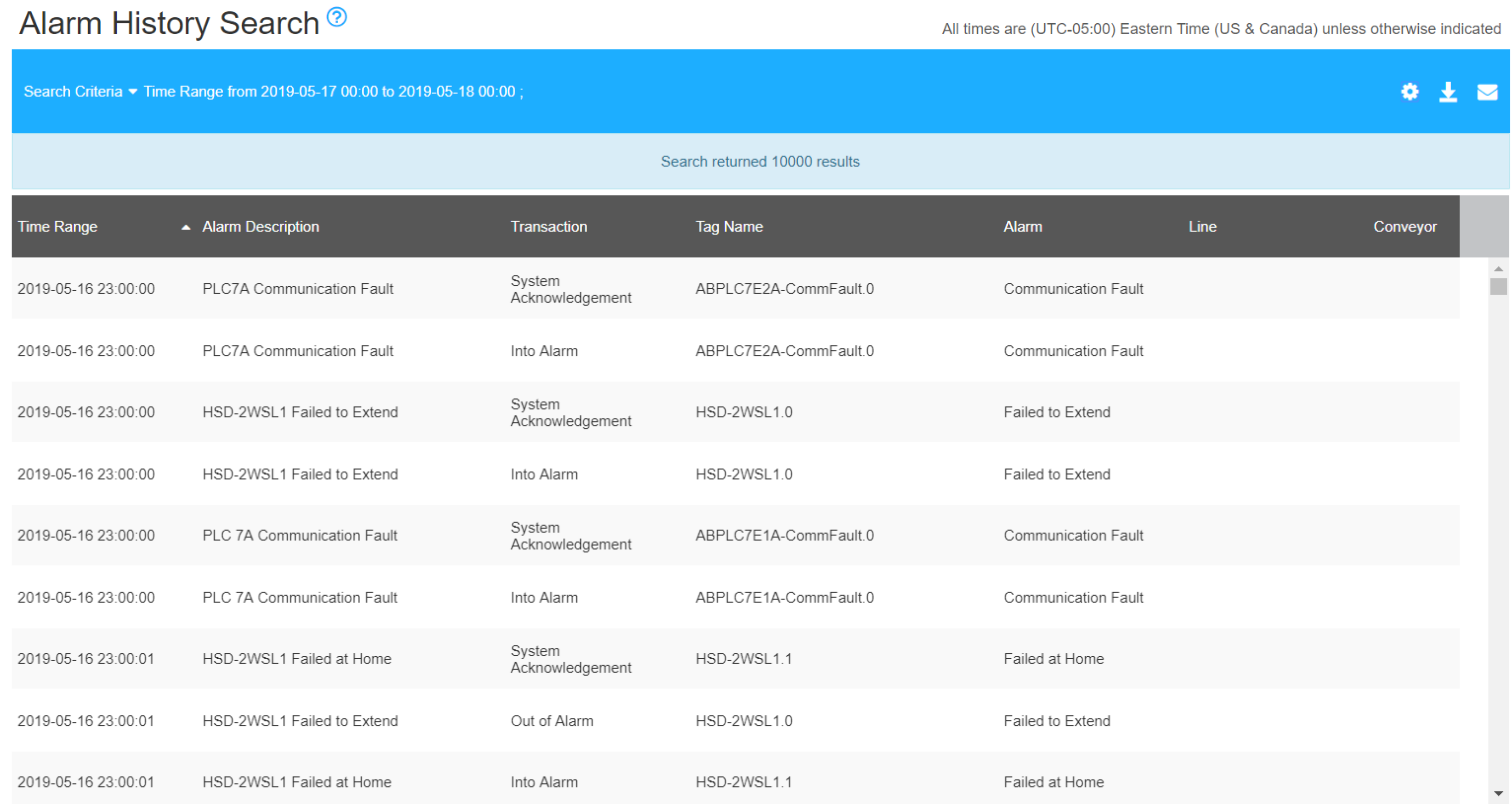 Alarm History Search ?
All times are (UTC-05:00) Eastern Time (US & Canada) unless otherwise indicated
Search Criteria Time Range from 2019-05-17 00:00 to 2019-05-18 00:00 ;
Search returned 10000 results
Time Range Alarm Description Transaction Tag Name Alarm Line Conveyor
2019-05-16 23:00:00 PLC7A Communication Fault System Acknowledgement ABPLC7E2A-CommFault.0 Communication Fault
2019-05-16 23:00:00 PLC7A Communication Fault Into Alarm ABPLC7E2A-CommFault.0 Communication Fault
2019-05-16 23:00:00 HSD-2WSL1 Failed to Extend System Acknowledgement HSD-2WSL1.0 Failed to Extend
2019-05-16 23:00:00 HSD-2WSL1 Failed to Extend Into Alarm HSD-2WSL1.0 Failed to Extend
2019-05-16 23:00:00 PLC 7A Communication Fault System Acknowledgement ABPLC7E1A-CommFault.0 Communication Fault
2019-05-16 23:00:00 PLC 7A Communication Fault Into Alarm ABPLC7E1A-CommFault.0 Communication Fault
2019-05-16 23:00:01 HSD-2WSL1 Failed at Home System Acknowledgement HSD-2WSL1.1 Failed at Home
2019-05-16 23:00:01 HSD-2WSL1 Failed to Extend Out of Alarm HSD-2WSL1.0 Failed to Extend
2019-05-16 23:00:01 HSD-2WSL1 Failed at Home Into Alarm HSD-2WSL1.1 Failed at Home